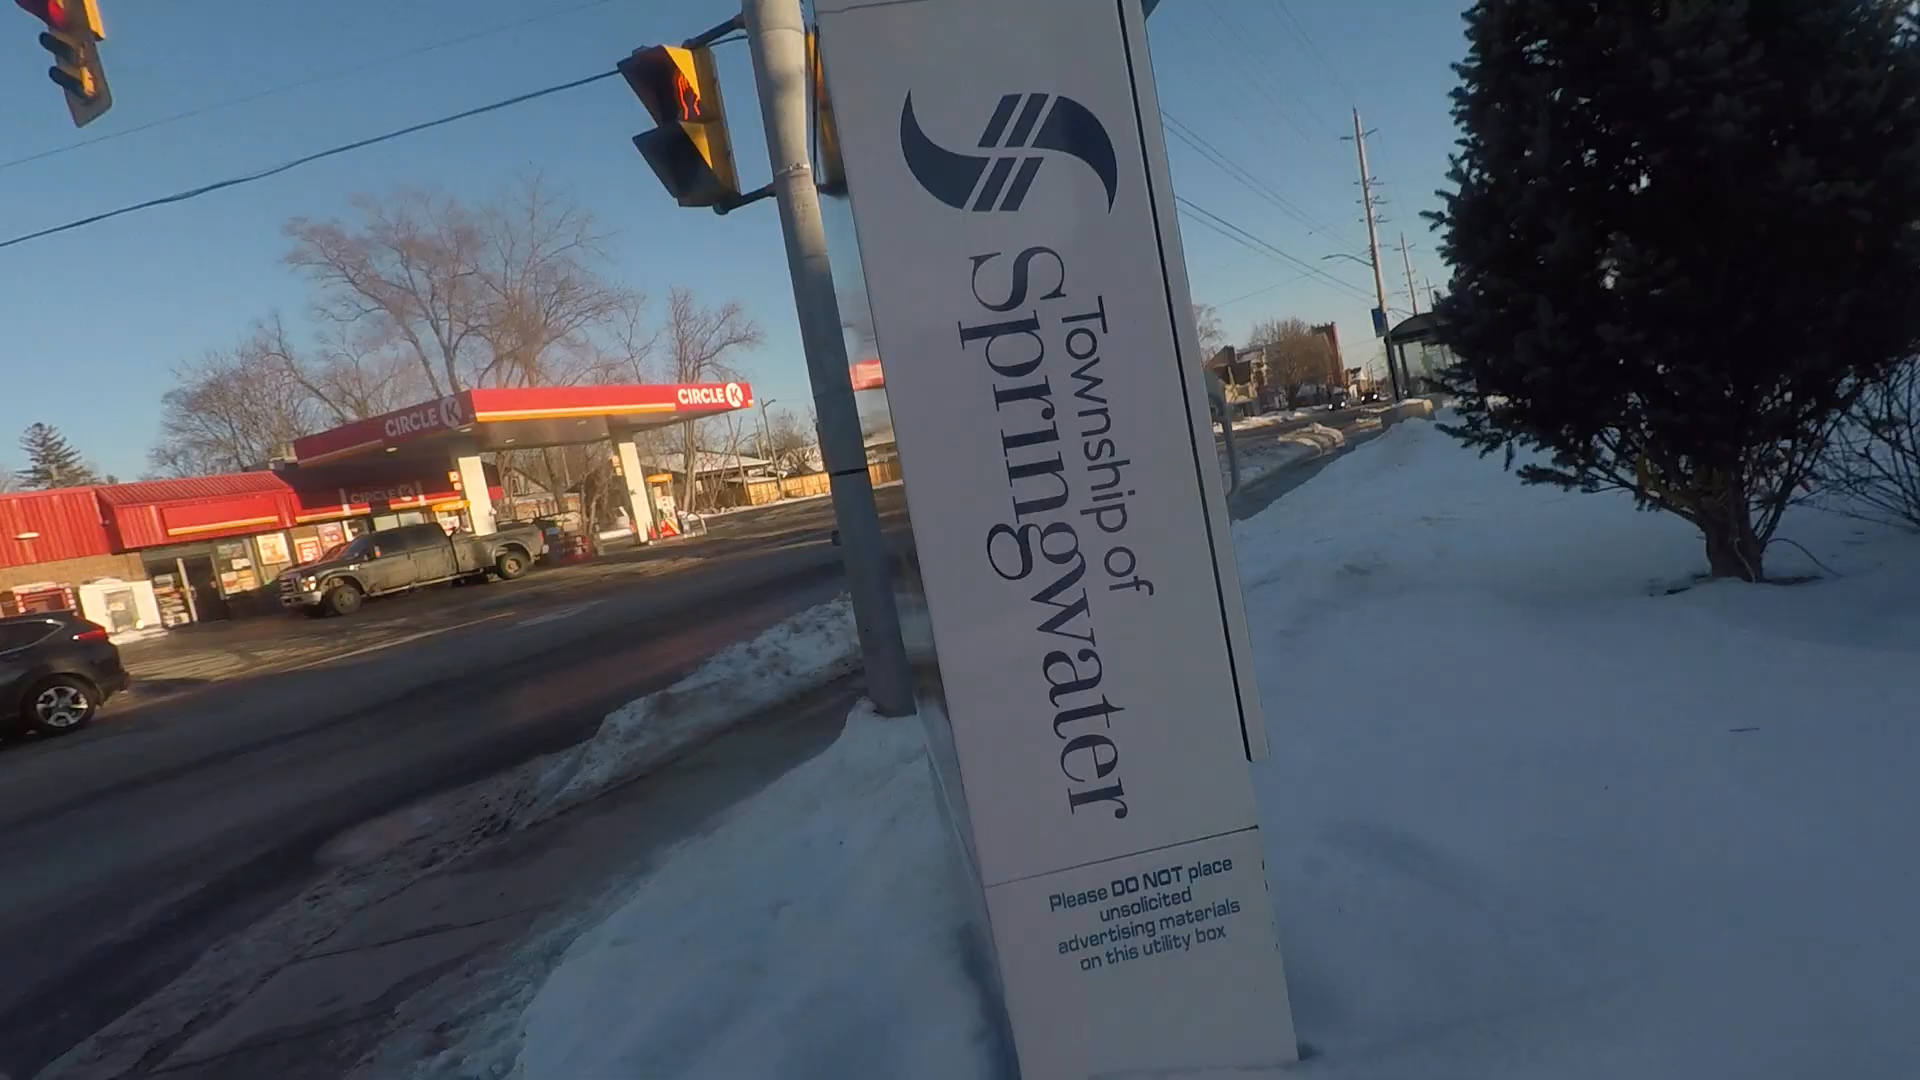 CIRCLE K
CIRCLE K
CIRCLE K
Township of
Springwater
Please DO NOT place
unsolicited
advertising materials
on this utility box